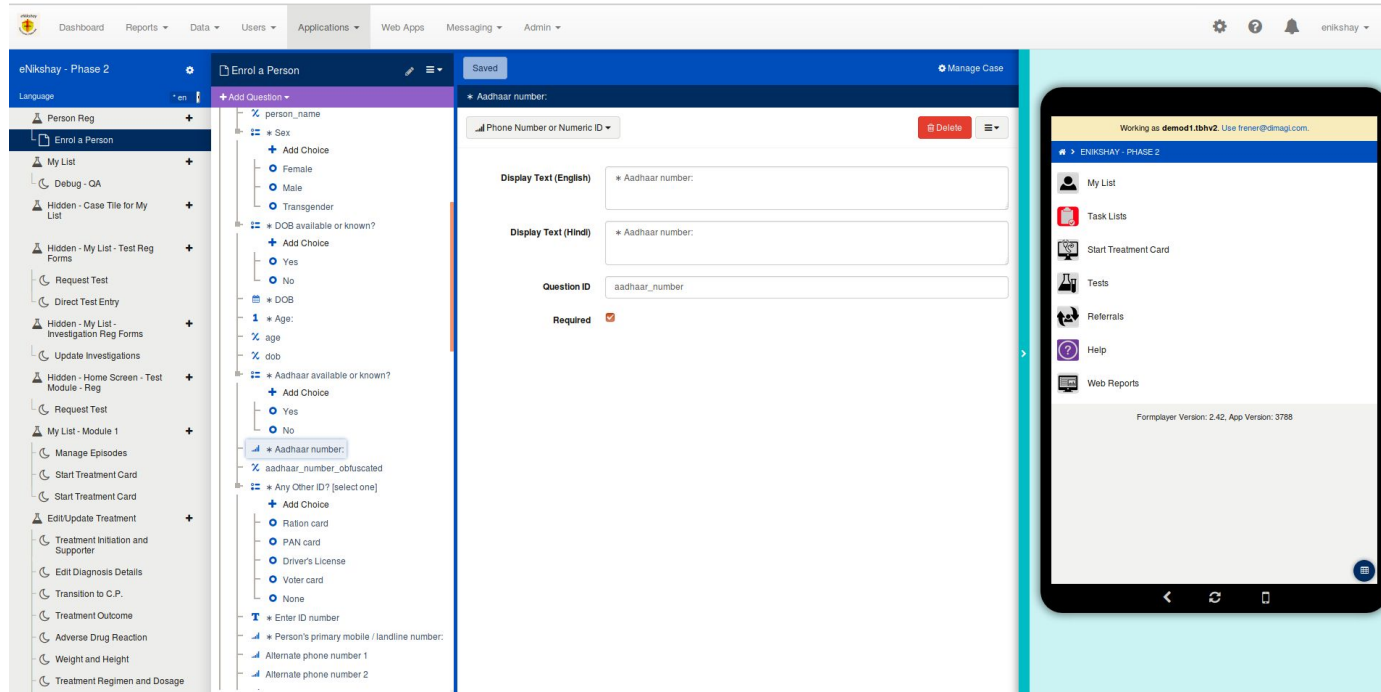 eNikshay
Dashboard
Reports
Data
Users
Applications
Web Apps
Messaging
Admin
enikshay
eNikshay - Phase 2
Language
* en
Person Reg
Enrol a Person
My List
Debug - QA
Hidden - Case Tile for My
List
Hidden - My List - Test Reg
Forms
Request Test
Direct Test Entry
Hidden - My List -
Investigation Reg Forms
Update Investigations
Hidden - Home Screen - Test
Module - Reg
Request Test
My List - Module 1
Manage Episodes
Start Treatment Card
Start Treatment Card
Edit/Update Treatment
Treatment Initiation and
Supporter
Edit Diagnosis Details
Transition to C.P.
Treatment Outcome
Adverse Drug Reaction
Weight and Height
Treatment Regimen and Dosage
Enrol a Person
+ Add Question
person_name
* Sex
+ Add Choice
Female
Male
Transgender
* DOB available or known?
+ Add Choice
Yes
No
* DOB
1 * Age:
age
dob
* Aadhaar available or known?
+ Add Choice
Yes
No
* Aadhaar number:
aadhaar_number_obfuscated
* Any Other ID? [select one]
+ Add Choice
Ration card
PAN card
Driver's License
Voter card
None
T * Enter ID number
* Person's primary mobile / landline number:
Alternate phone number 1
Alternate phone number 2
Saved
Manage Case
* Aadhaar number:
Phone Number or Numeric ID
Delete
Display Text (English)
* Aadhaar number:
Display Text (Hindi)
* Aadhaar number:
Question ID
aadhaar_number
Required
Working as demod1.tbhv2. Use frener@dimagi.com.
> ENIKSHAY - PHASE 2
My List
Task Lists
Start Treatment Card
Tests
Referrals
Help
Web Reports
Formplayer Version: 2.42, App Version: 3788